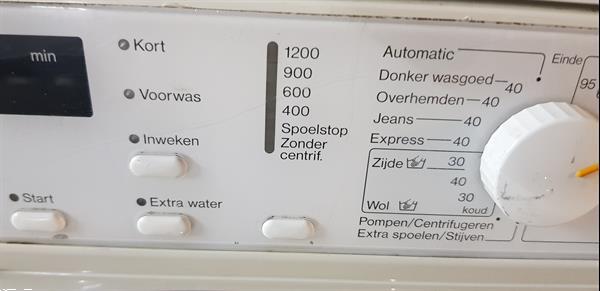 min
Kort
Voorwas
Inweken
Start
Extra water
1200
900
600
400
Spoelstop
Zonder
centrif.
Automatic
Donker wasgoed 40
Overhemden 40
Jeans 40
Express 40
Zijde 30
40
30
Wol koud
Pompen/Centrifugeren
Extra spoelen/Stijven
Einde
95